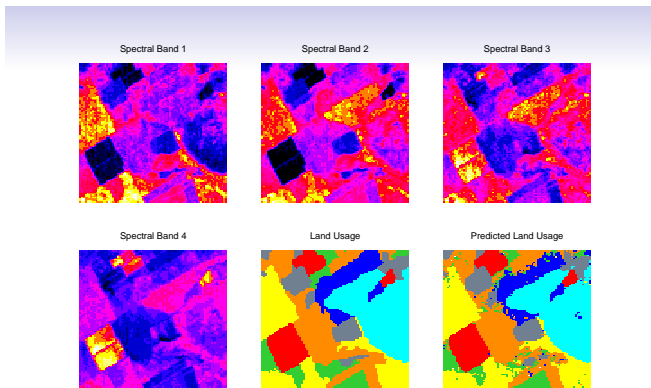 Spectral Band 1
Spectral Band 2
Spectral Band 3
Spectral Band 4
Land Usage
Predicted Land Usage